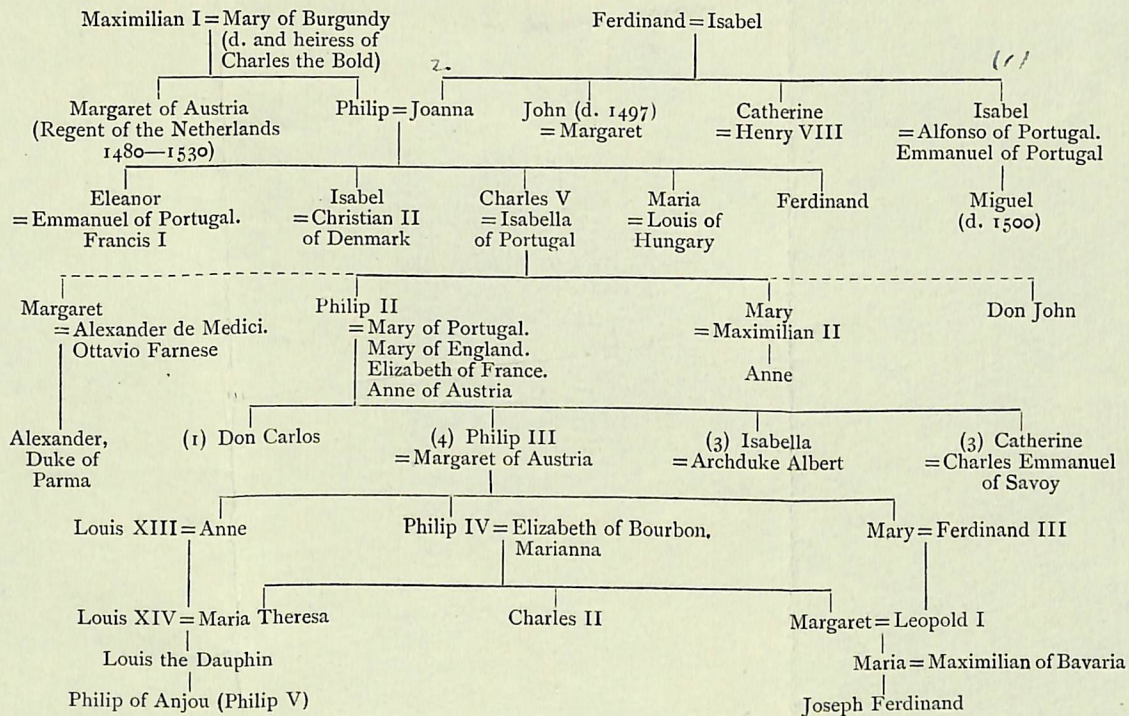 Maximilian I = Mary of Burgundy
(d. and heiress of
Charles the Bold)
Ferdinand = Isabel
2.
(1)
Margaret of Austria
(Regent of the Netherlands
1480—1530)
Philip = Joanna
John (d. 1497)
= Margaret
Catherine
= Henry VIII
Isabel
= Alfonso of Portugal.
Emmanuel of Portugal
Eleanor
= Emmanuel of Portugal.
Francis I
Isabel
= Christian II
of Denmark
Charles V
= Isabella
of Portugal
Maria
= Louis of
Hungary
Ferdinand
Miguel
(d. 1500)
Margaret
= Alexander de Medici.
Ottavio Farnese
Philip II
= Mary of Portugal.
Mary of England.
Elizabeth of France.
Anne of Austria
Mary
= Maximilian II
Anne
Don John
Alexander,
Duke of
Parma
(1) Don Carlos
(4) Philip III
= Margaret of Austria
(3) Isabella
= Archduke Albert
(3) Catherine
= Charles Emmanuel
of Savoy
Louis XIII = Anne
Philip IV = Elizabeth of Bourbon.
Marianna
Mary = Ferdinand III
Louis XIV = Maria Theresa
Charles II
Margaret = Leopold I
Louis the Dauphin
Maria = Maximilian of Bavaria
Philip of Anjou (Philip V)
Joseph Ferdinand